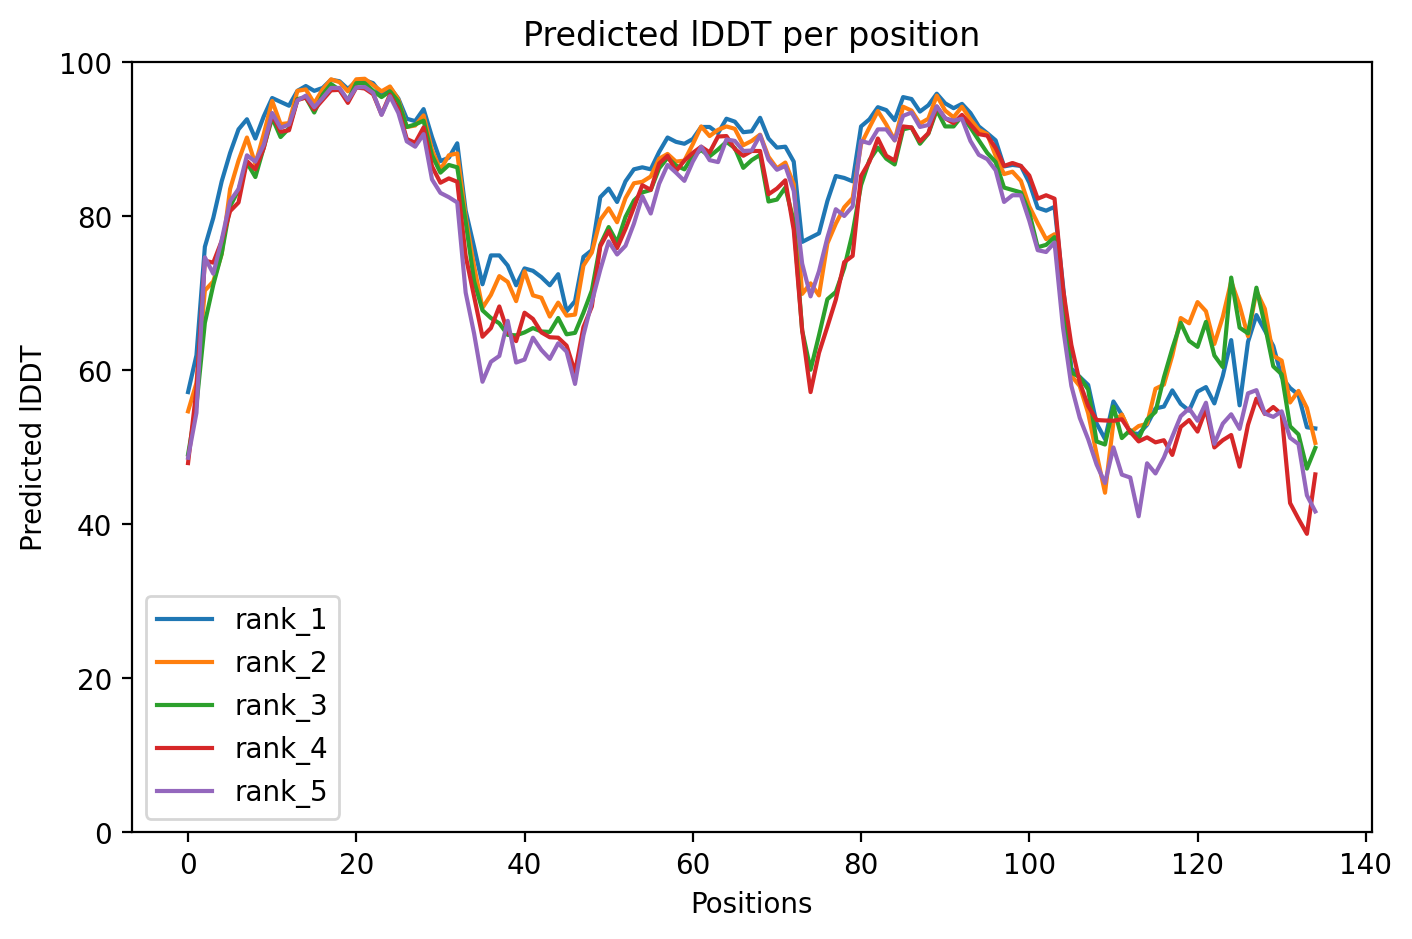 Predicted lDDT per position
100
80
60
40
20
0
Predicted lDDT
rank_1
rank_2
rank_3
rank_4
rank_5
0 20 40 60 80 100 120 140
Positions